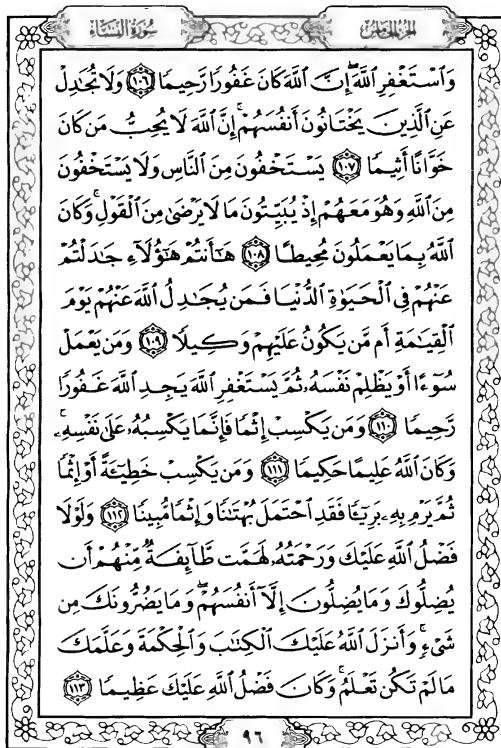 الجزء الخامس
سورة النساء
وَٱسۡتَغۡفِرِ ٱللَّهَۖ إِنَّ ٱللَّهَ كَانَ غَفُورٗا رَّحِيمٗا ١٠٦ وَلَا تُجَٰدِلۡ
عَنِ ٱلَّذِينَ يَخۡتَانُونَ أَنفُسَهُمۡۚ إِنَّ ٱللَّهَ لَا يُحِبُّ مَن كَانَ
خَوَّانًا أَثِيمٗا ١٠٧ يَسۡتَخۡفُونَ مِنَ ٱلنَّاسِ وَلَا يَسۡتَخۡفُونَ
مِنَ ٱللَّهِ وَهُوَ مَعَهُمۡ إِذۡ يُبَيِّتُونَ مَا لَا يَرۡضَىٰ مِنَ ٱلۡقَوۡلِۚ وَكَانَ
ٱللَّهُ بِمَا يَعۡمَلُونَ مُحِيطًا ١٠٨ هَٰٓأَنتُمۡ هَٰٓؤُلَآءِ جَٰدَلۡتُمۡ
عَنۡهُمۡ فِي ٱلۡحَيَوٰةِ ٱلدُّنۡيَا فَمَن يُجَٰدِلُ ٱللَّهَ عَنۡهُمۡ يَوۡمَ
ٱلۡقِيَٰمَةِ أَم مَّن يَكُونُ عَلَيۡهِمۡ وَكِيلٗا ١٠٩ وَمَن يَعۡمَلۡ
سُوٓءًا أَوۡ يَظۡلِمۡ نَفۡسَهُۥ ثُمَّ يَسۡتَغۡفِرِ ٱللَّهَ يَجِدِ ٱللَّهَ غَفُورٗا
رَّحِيمٗا ١١٠ وَمَن يَكۡسِبۡ إِثۡمٗا فَإِنَّمَا يَكۡسِبُهُۥ عَلَىٰ نَفۡسِهِۦۚ
وَكَانَ ٱللَّهُ عَلِيمًا حَكِيمٗا ١١١ وَمَن يَكۡسِبۡ خَطِيٓـَٔةً أَوۡ إِثۡمٗا
ثُمَّ يَرۡمِ بِهِۦ بَرِيٓـٔٗا فَقَدِ ٱحۡتَمَلَ بُهۡتَٰنٗا وَإِثۡمٗا مُّبِينٗا ١١٢ وَلَوۡلَا
فَضۡلُ ٱللَّهِ عَلَيۡكَ وَرَحۡمَتُهُۥ لَهَمَّت طَّآئِفَةٞ مِّنۡهُمۡ أَن
يُضِلُّوكَ وَمَا يُضِلُّونَ إِلَّآ أَنفُسَهُمۡۖ وَمَا يَضُرُّونَكَ مِن
شَيۡءٖۚ وَأَنزَلَ ٱللَّهُ عَلَيۡكَ ٱلۡكِتَٰبَ وَٱلۡحِكۡمَةَ وَعَلَّمَكَ
مَا لَمۡ تَكُن تَعۡلَمُۚ وَكَانَ فَضۡلُ ٱللَّهِ عَلَيۡكَ عَظِيمٗا ١١٣
٩٦